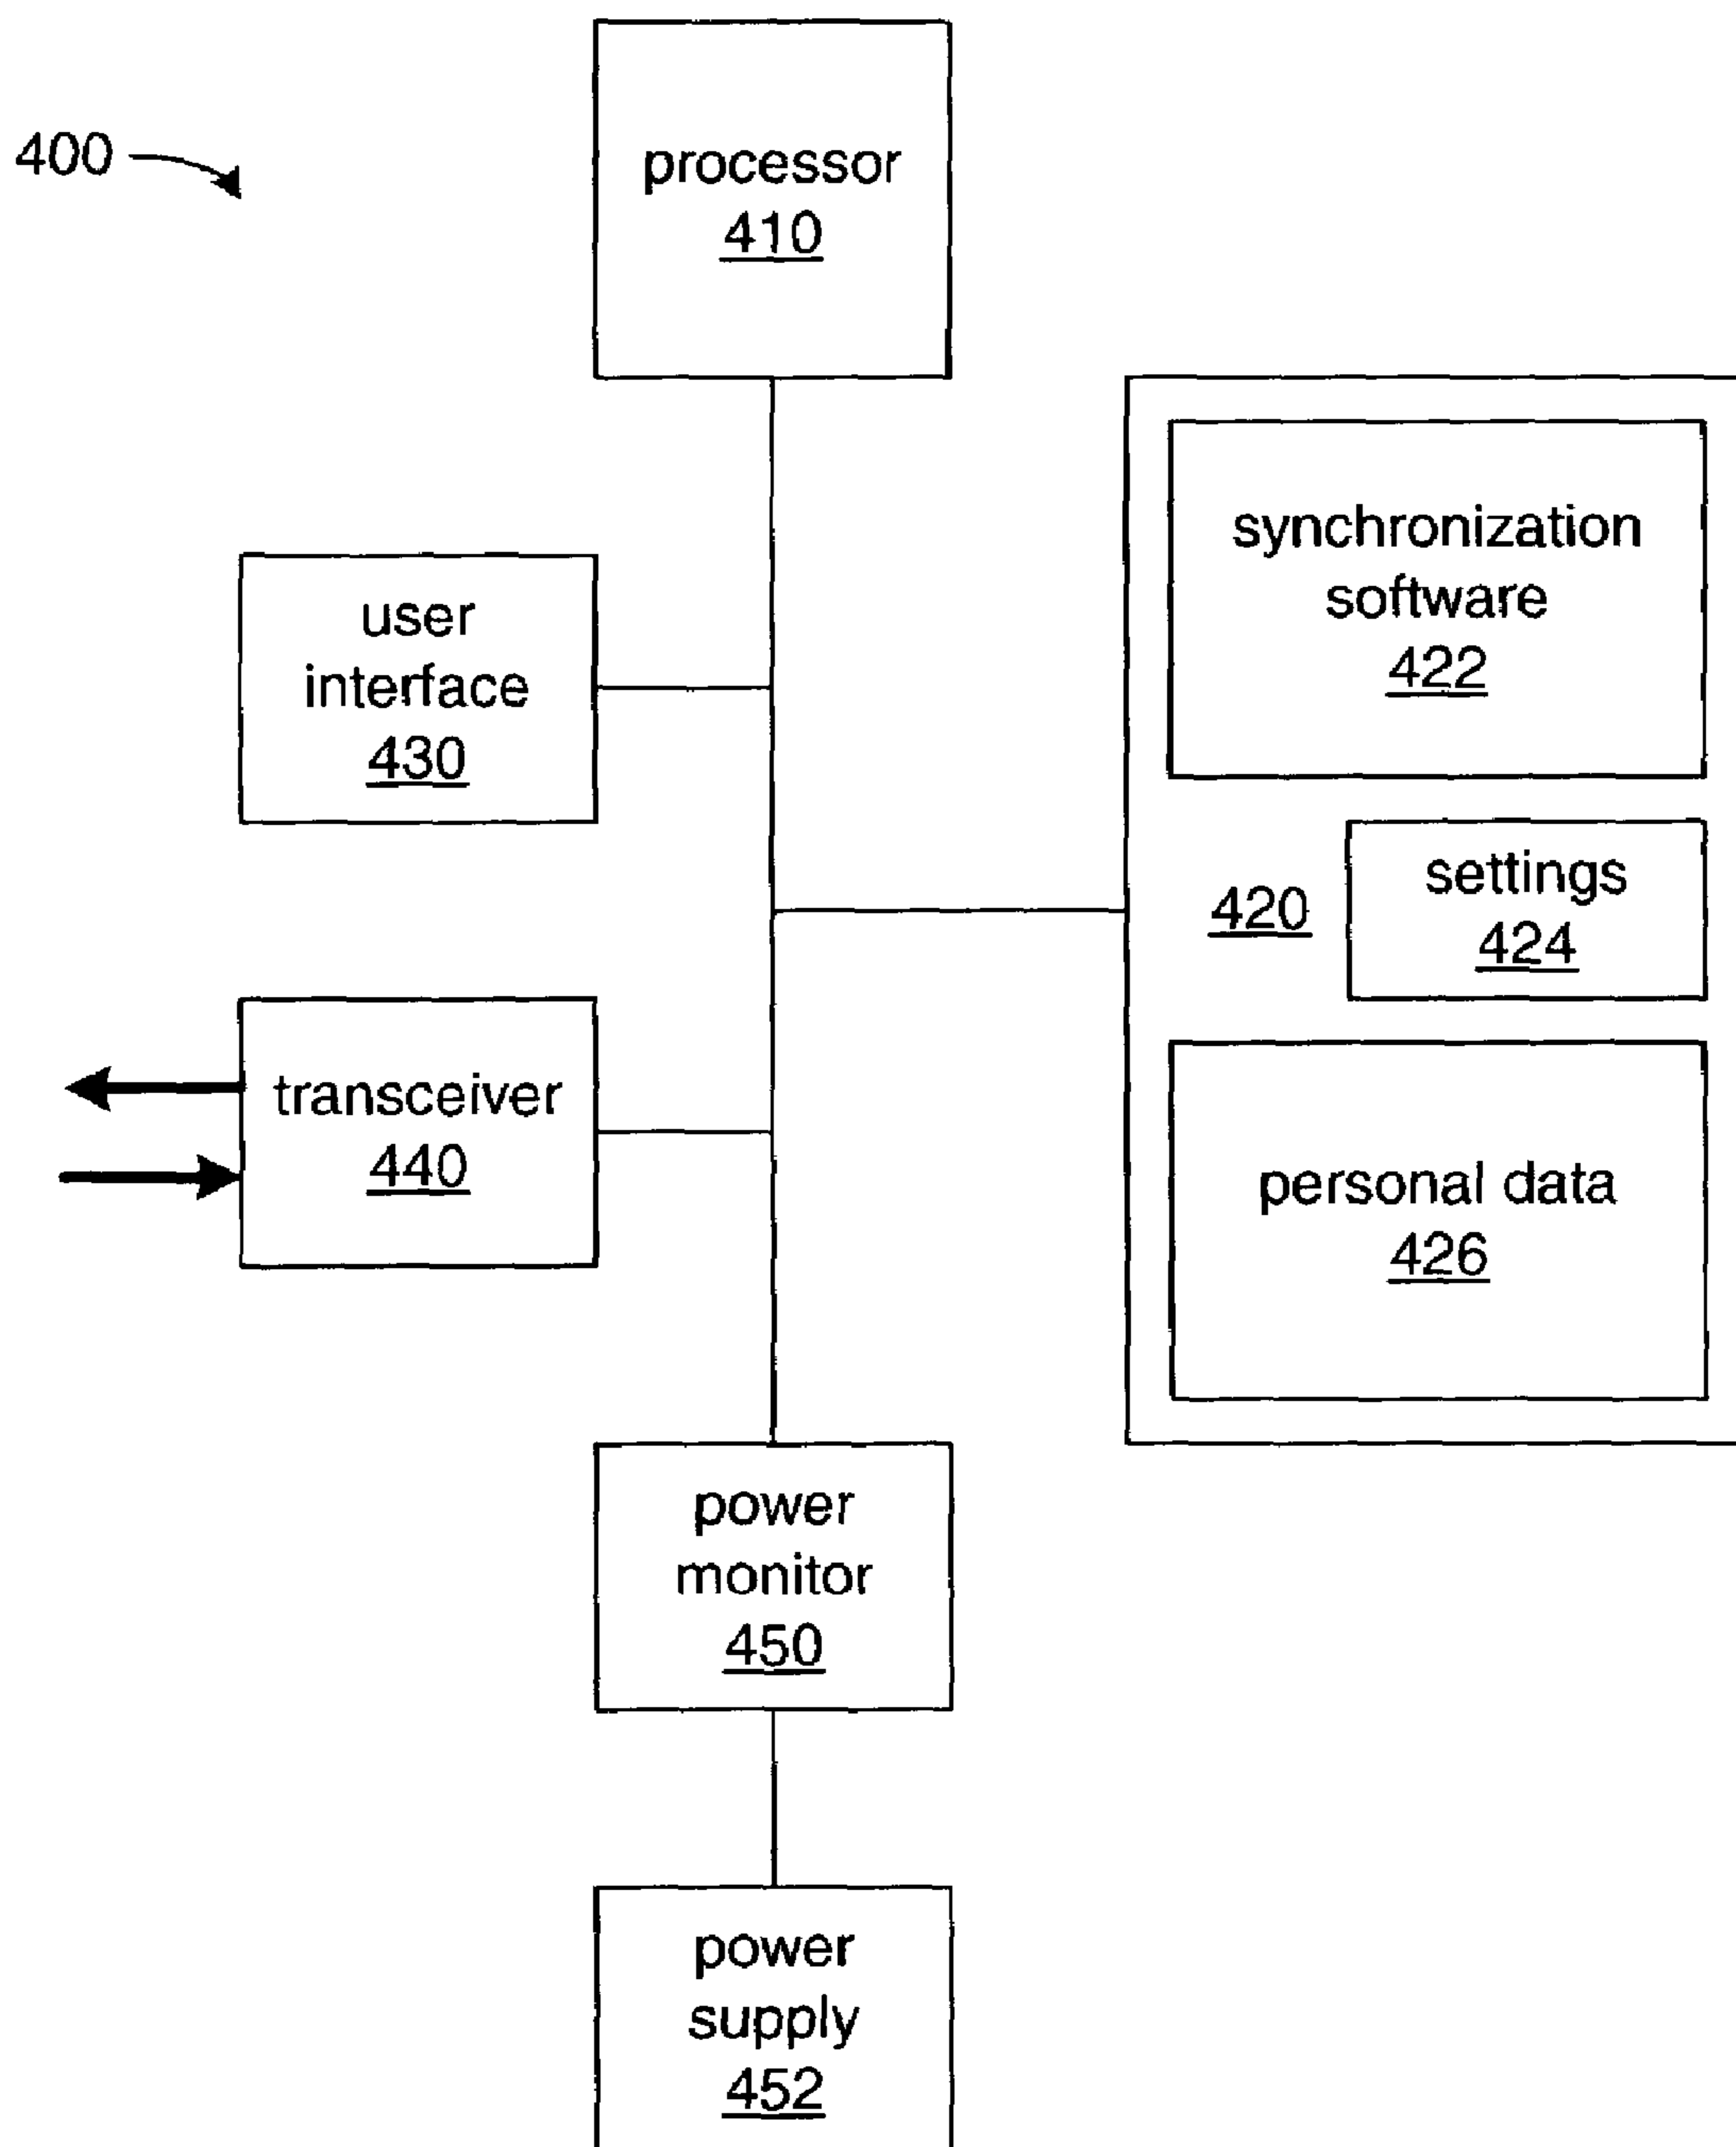 400
processor
410
user
interface
430
synchronization
software
422
420
settings
424
transceiver
440
personal data
426
power
monitor
450
power
supply
452